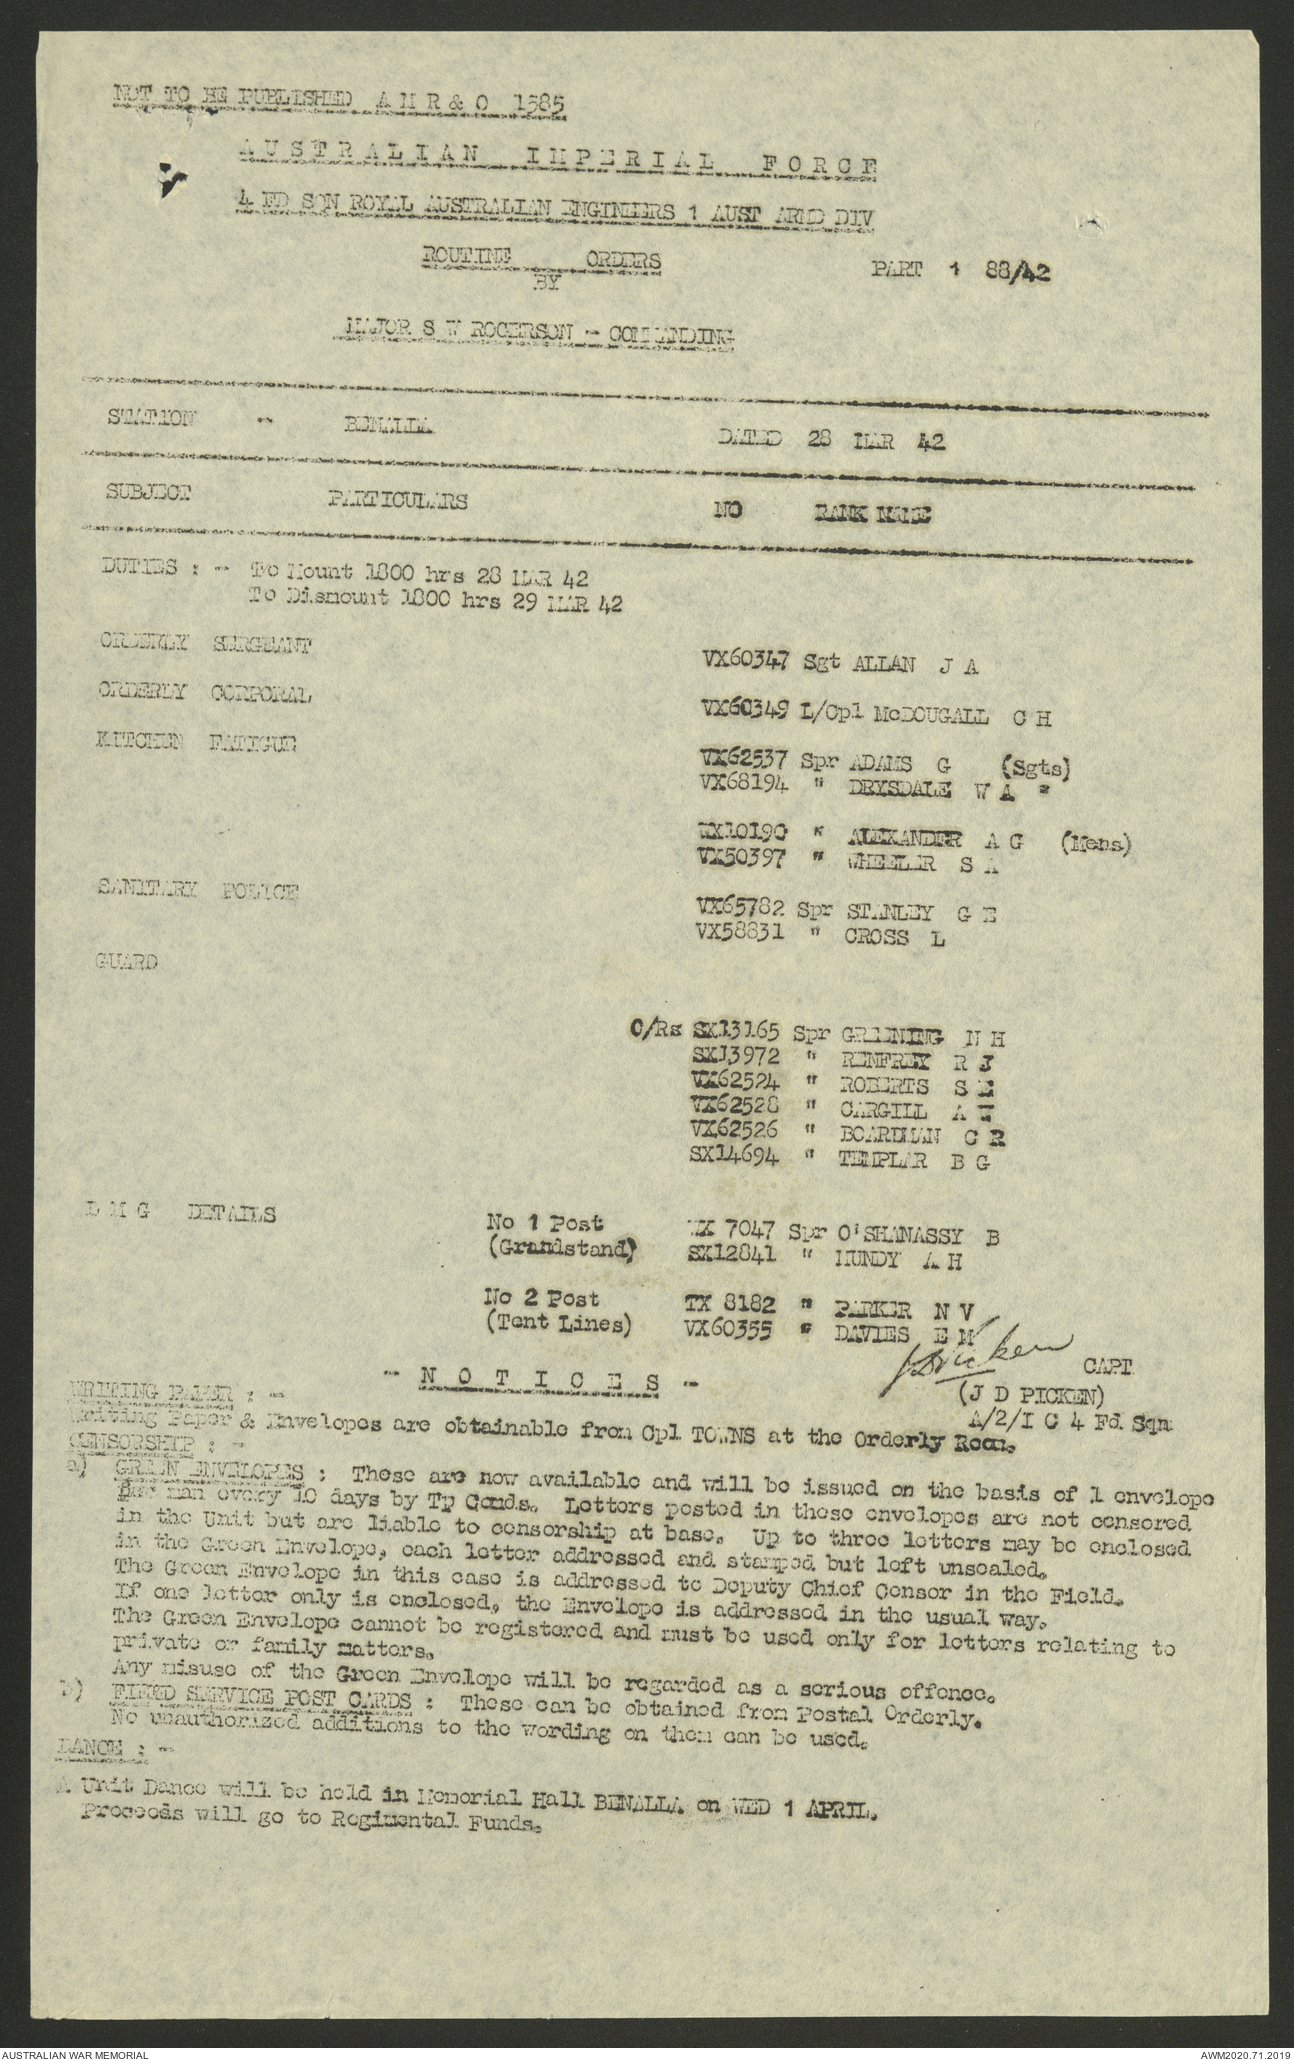 NOT TO BE PUBLISHED A M R & O 1385
AUSTRALIAN IMPERIAL FORCE
4 FD SQN ROYAL AUSTRALIAN ENGINEERS 1 AUST ARMD DIV
ROUTINE ORDERS PART 1 88/42
BY
MAJOR S W ROGERSON - COMMANDING
STATION - BENALLA DATED 28 MAR 42
SUBJECT PARTICULARS NO RANK NAME
DUTIES : - To Mount 1800 hrs 28 MAR 42
To Dismount 1800 hrs 29 MAR 42
ORDERLY SERGEANT VX60347 Sgt ALLAN J A
ORDERLY CORPORAL VX60349 L/Cpl McDOUGALL C H
KITCHEN FATIGUE VX62537 Spr ADAMS G (Sgts)
VX68194 " DRYSDALE W A "
WX10190 " ALEXANDER A G (Mens)
VX50397 " WHEELER S A
SANITARY POLICE VX65782 Spr STANLEY G E
VX58831 " CROSS L
GUARD
O/Rs SX13165 Spr GREENING N H
SX13972 " RENFREY R J
VX62524 " ROBERTS S E
VX62528 " CARGILL A
VX62526 " BOARDMAN C R
SX14694 " TEMPLAR B G
L M G DETAILS No 1 Post 7047 Spr O'SHANASSY B
(Grandstand) SX12841 " MUNDY A H
No 2 Post TX 8182 " PARKER N V
(Tent Lines) VX60355 " DAVIES E M
JDPicken CAPT
- NOTICES -
(J D PICKEN)
A/2/I C 4 Fd Sqn
WRITING PAPER : -
Writing Paper & Envelopes are obtainable from Cpl TOWNS at the Orderly Room.
CENSORSHIP : -
a) GREEN ENVELOPES : These are now available and will be issued on the basis of 1 envelope
per man every 10 days by Tp Comds. Letters posted in these envelopes are not censored
in the Unit but are liable to censorship at base. Up to three letters may be enclosed
in the Green Envelope, each letter addressed and stamped but left unsealed.
The Green Envelope in this case is addressed to Deputy Chief Censor in the Field.
If one letter only is enclosed, the Envelope is addressed in the usual way.
The Green Envelope cannot be registered and must be used only for letters relating to
private or family matters.
Any misuse of the Green Envelope will be regarded as a serious offence.
b) FIELD SERVICE POST CARDS : These can be obtained from Postal Orderly.
No unauthorized additions to the wording on them can be used.
DANCE : -
A Unit Dance will be held in Memorial Hall BENALLA on WED 1 APRIL.
Proceeds will go to Regimental Funds.
AUSTRALIAN WAR MEMORIAL AWM2020.71.2019